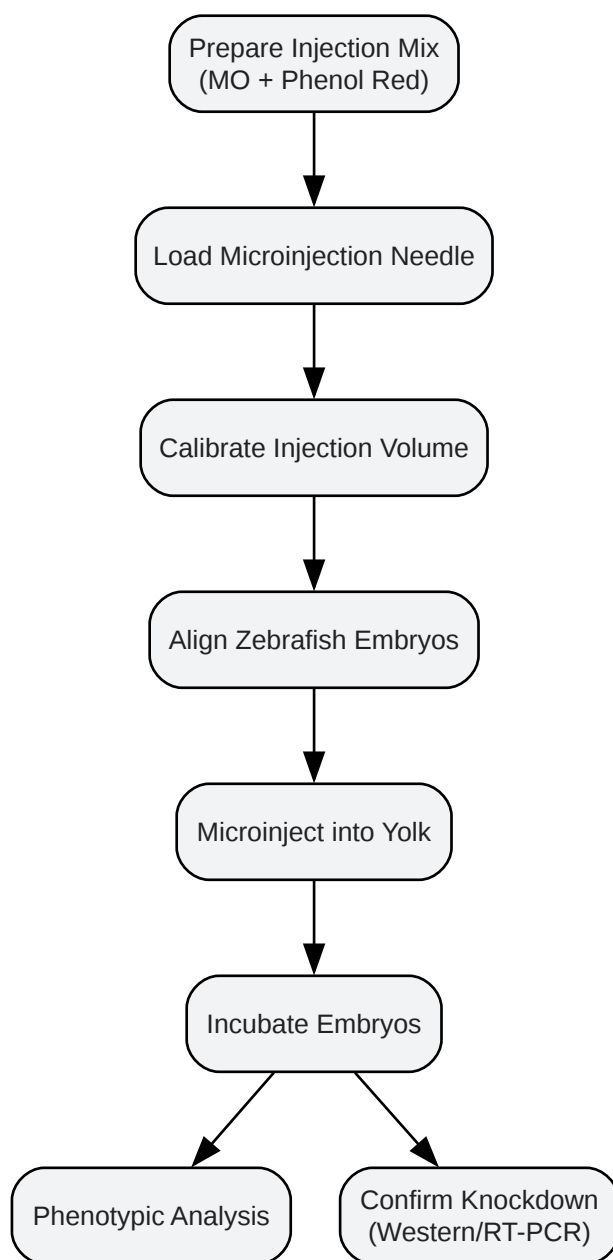 Prepare Injection Mix
(MO + Phenol Red)
Load Microinjection Needle
Calibrate Injection Volume
Align Zebrafish Embryos
Microinject into Yolk
Incubate Embryos
Phenotypic Analysis
Confirm Knockdown
(Western/RT-PCR)